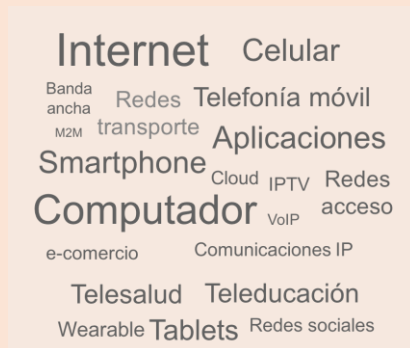 Internet Celular
Banda
ancha
Redes
transporte
Telefonía móvil
M2M
Aplicaciones
Smartphone
Cloud IPTV
Redes
acceso
Computador VoIP
e-comercio Comunicaciones IP
Telesalud Teleducación
Wearable Tablets Redes sociales